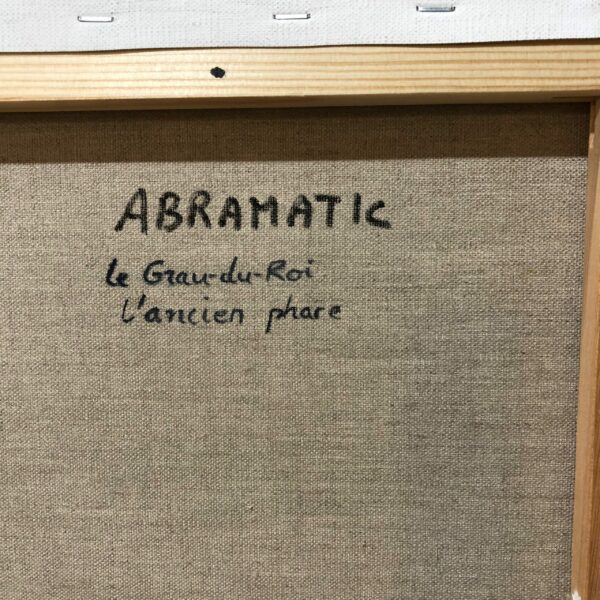 ABRAMATIC
Le Grau-du-Roi
L'ancien phare